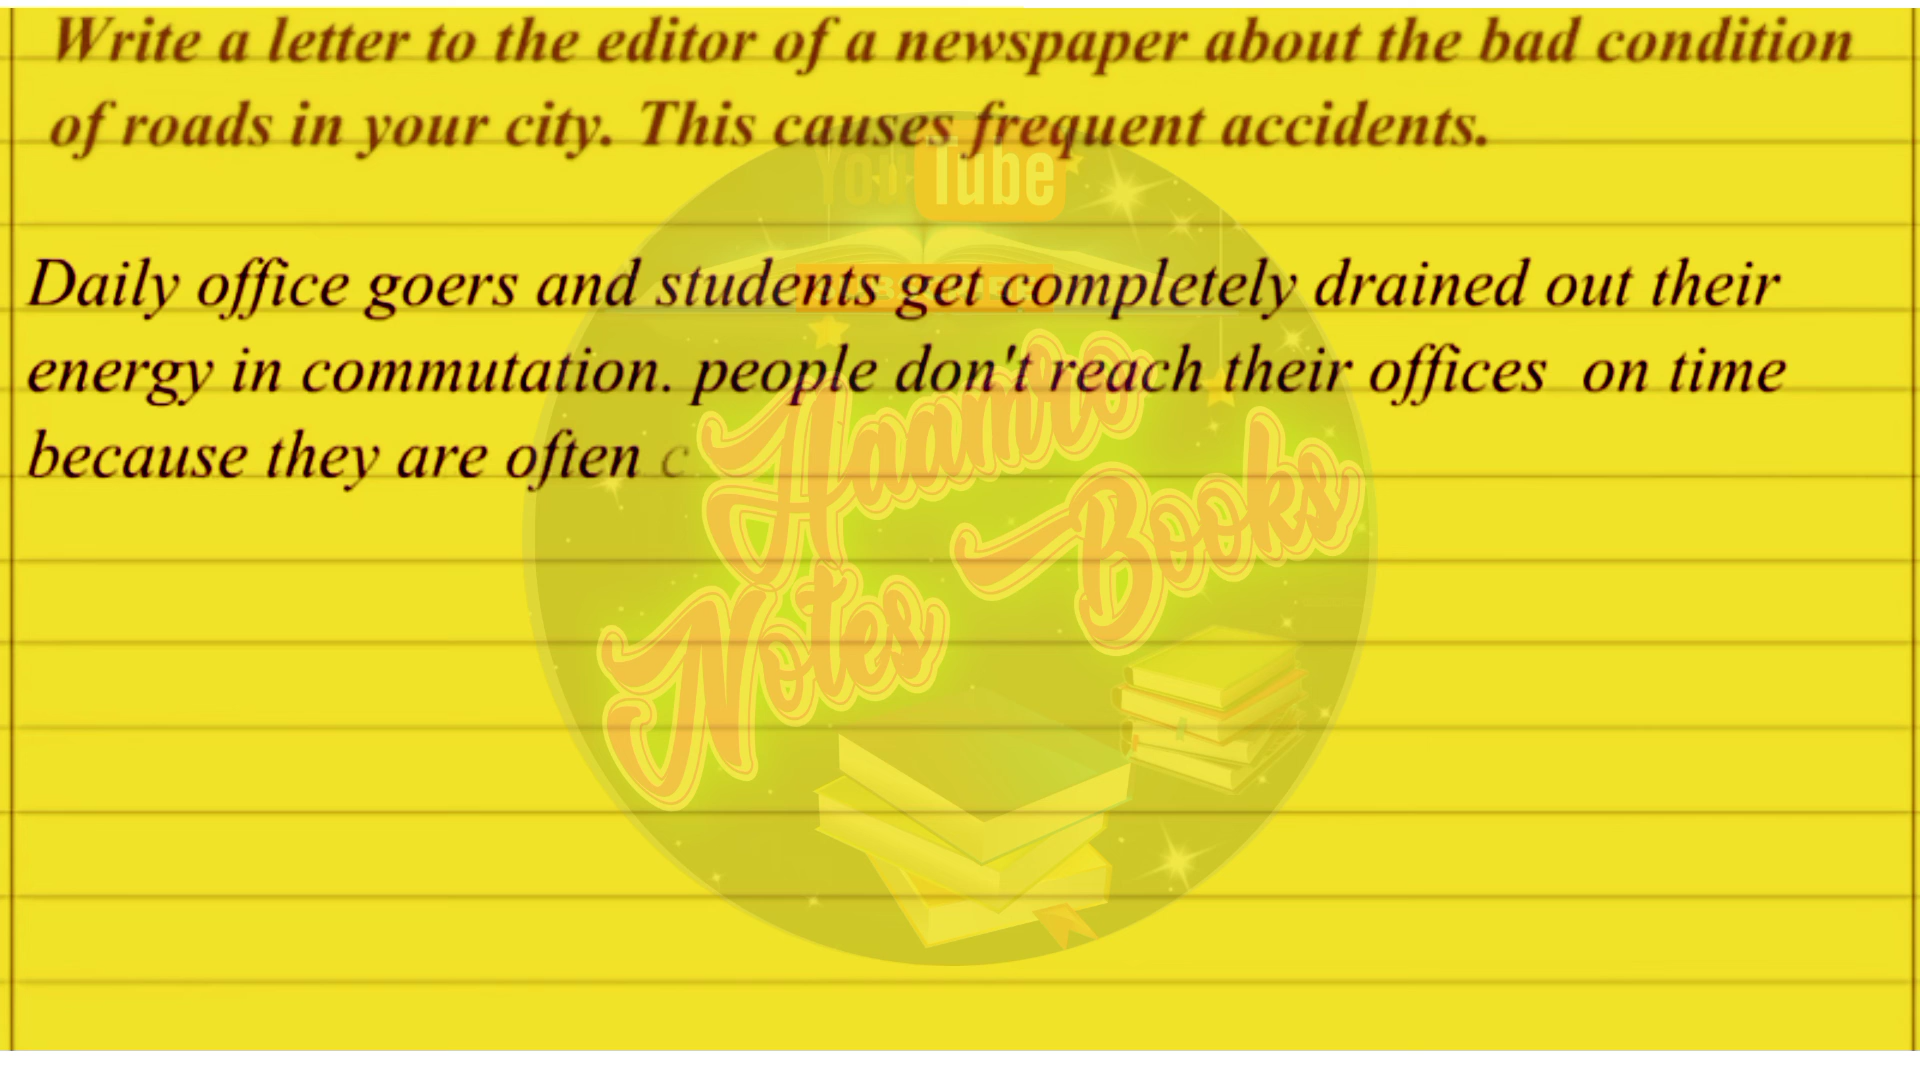 Write a letter to the editor of a newspaper about the bad condition
of roads in your city. This causes frequent accidents.
YouTube
Daily office goers and students get completely drained out their
energy in commutation. people don't reach their offices on time
because they are often c
Haamro
Notes Books